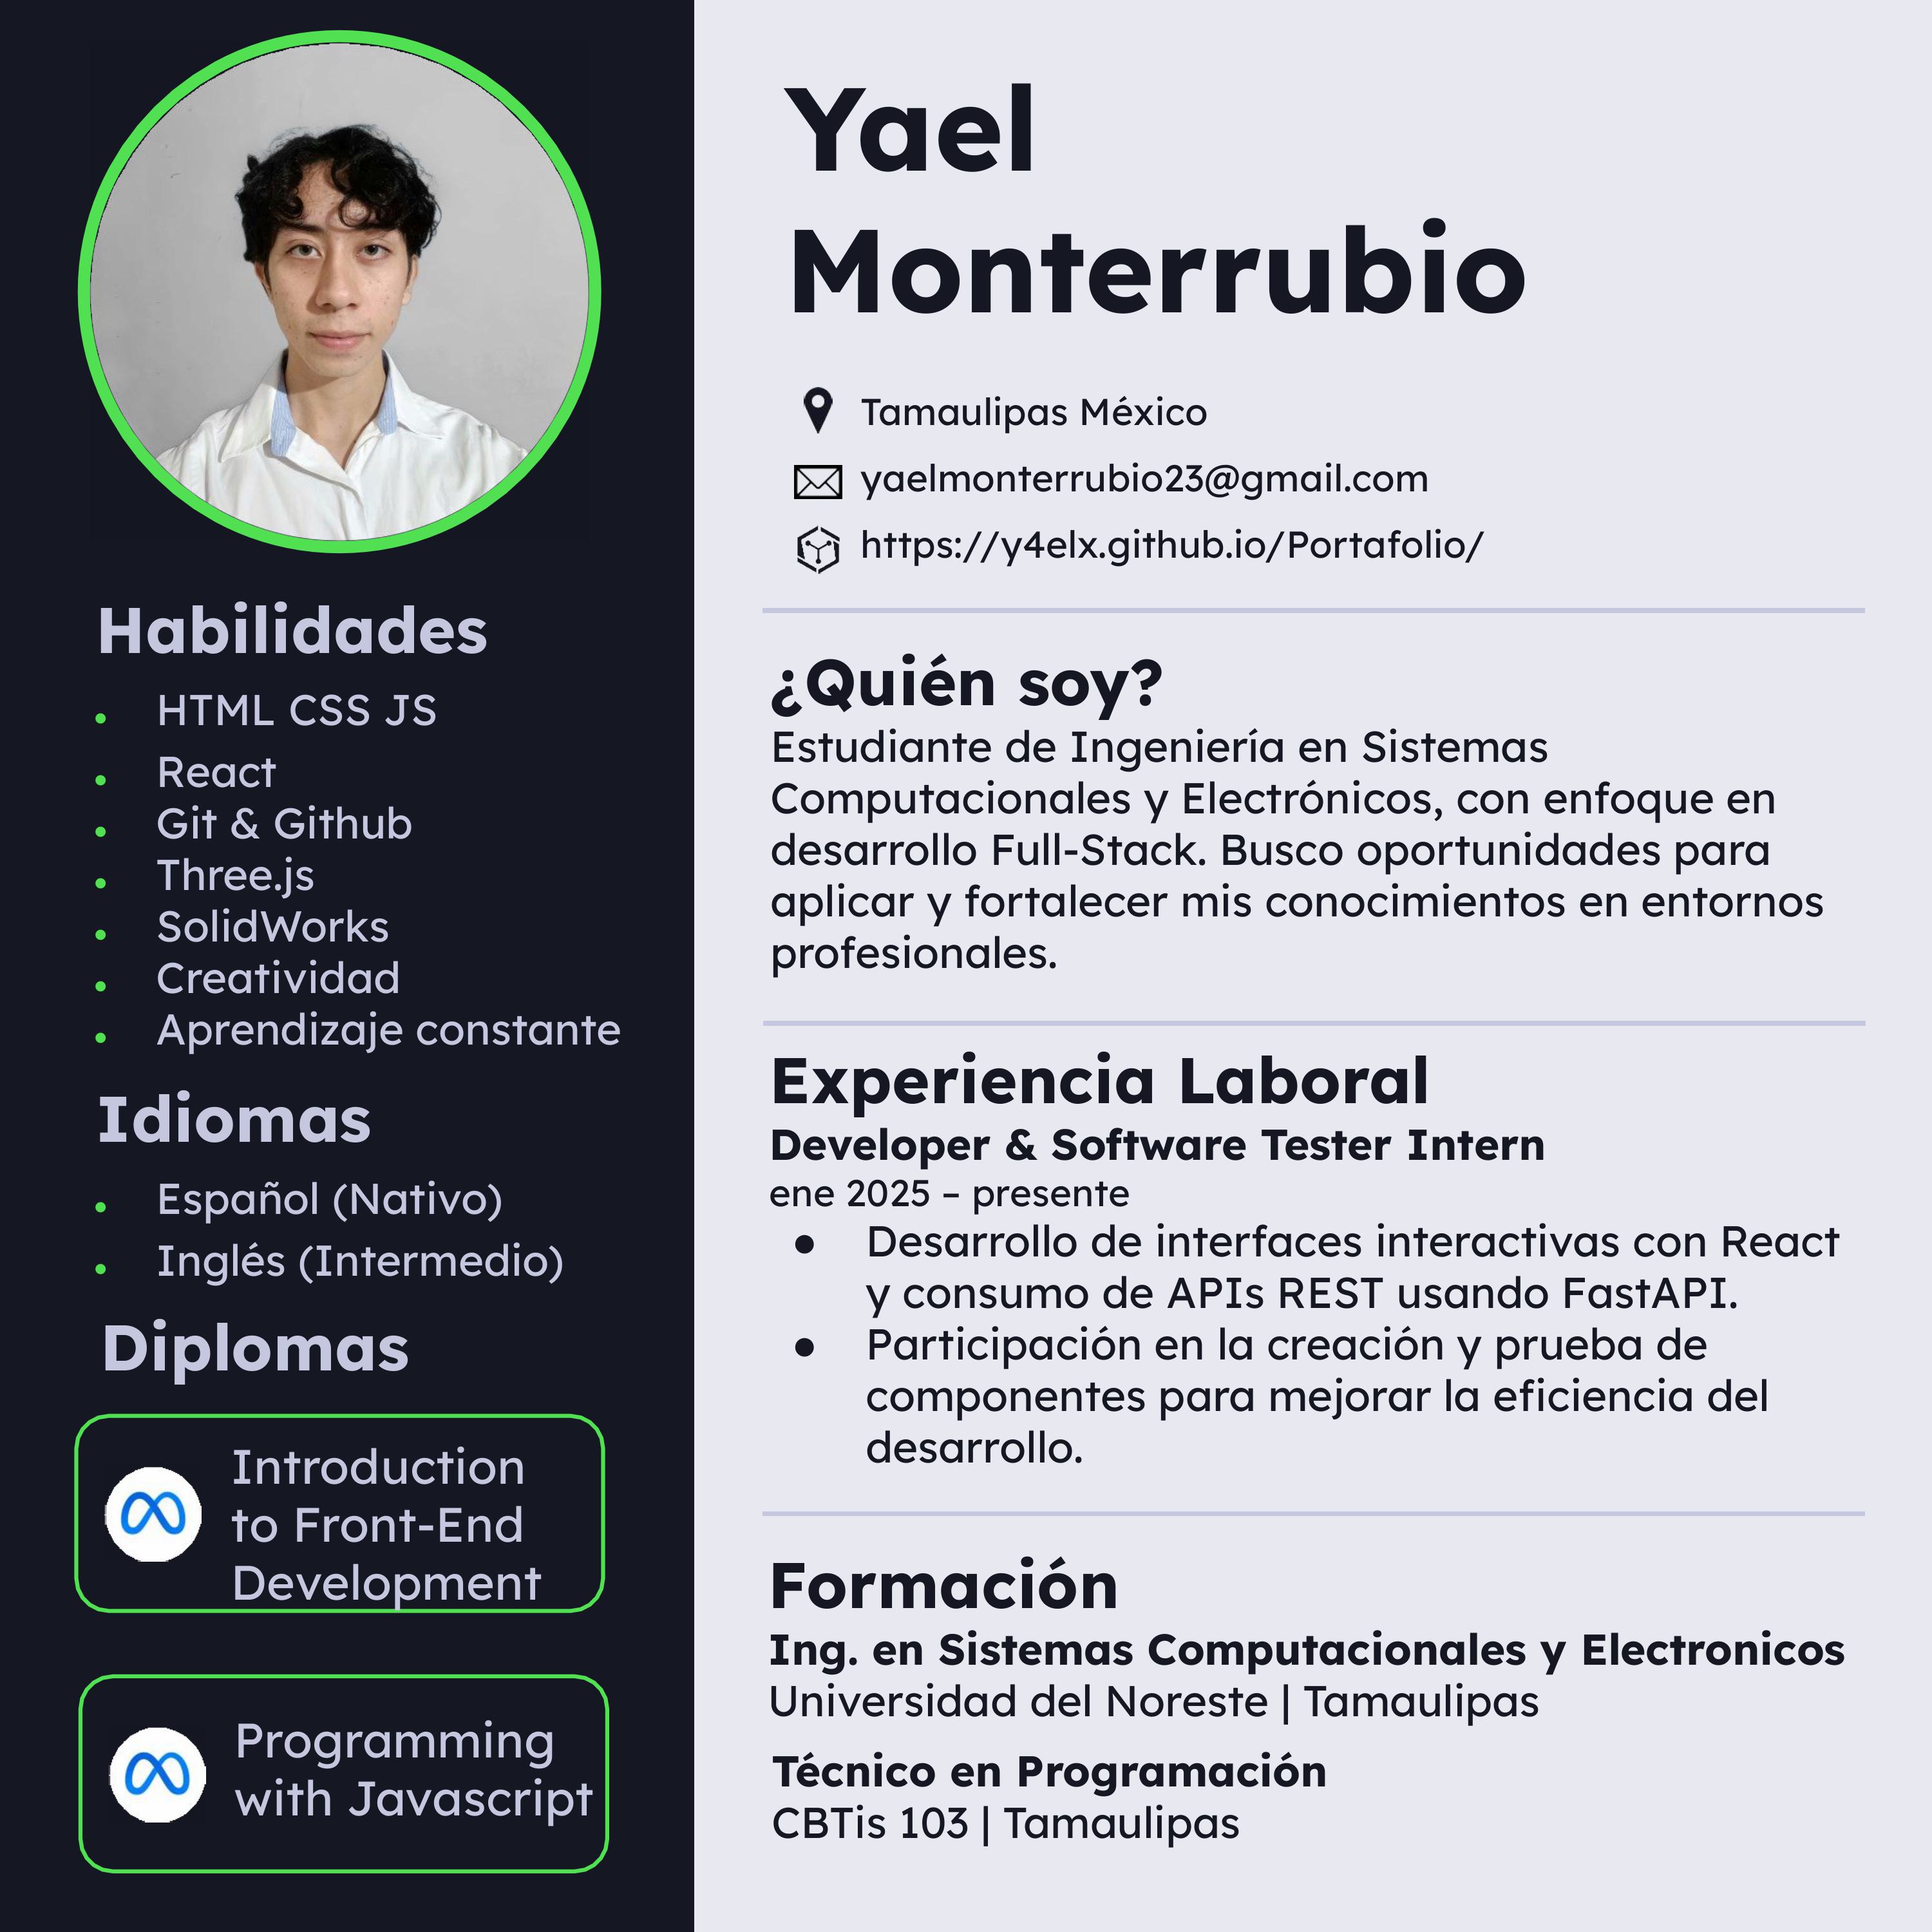 Yael
Monterrubio
Tamaulipas México
yaelmonterrubio23@gmail.com
https://y4elx.github.io/Portafolio/
Habilidades
HTML CSS JS
React
Git & Github
Three.js
SolidWorks
Creatividad
Aprendizaje constante
Idiomas
Español (Nativo)
Inglés (Intermedio)
Diplomas
Introduction
to Front-End
Development
Programming
with Javascript
¿Quién soy?
Estudiante de Ingeniería en Sistemas
Computacionales y Electrónicos, con enfoque en
desarrollo Full-Stack. Busco oportunidades para
aplicar y fortalecer mis conocimientos en entornos
profesionales.
Experiencia Laboral
Developer & Software Tester Intern
ene 2025 – presente
● Desarrollo de interfaces interactivas con React
y consumo de APIs REST usando FastAPI.
● Participación en la creación y prueba de
componentes para mejorar la eficiencia del
desarrollo.
Formación
Ing. en Sistemas Computacionales y Electronicos
Universidad del Noreste | Tamaulipas
Técnico en Programación
CBTis 103 | Tamaulipas